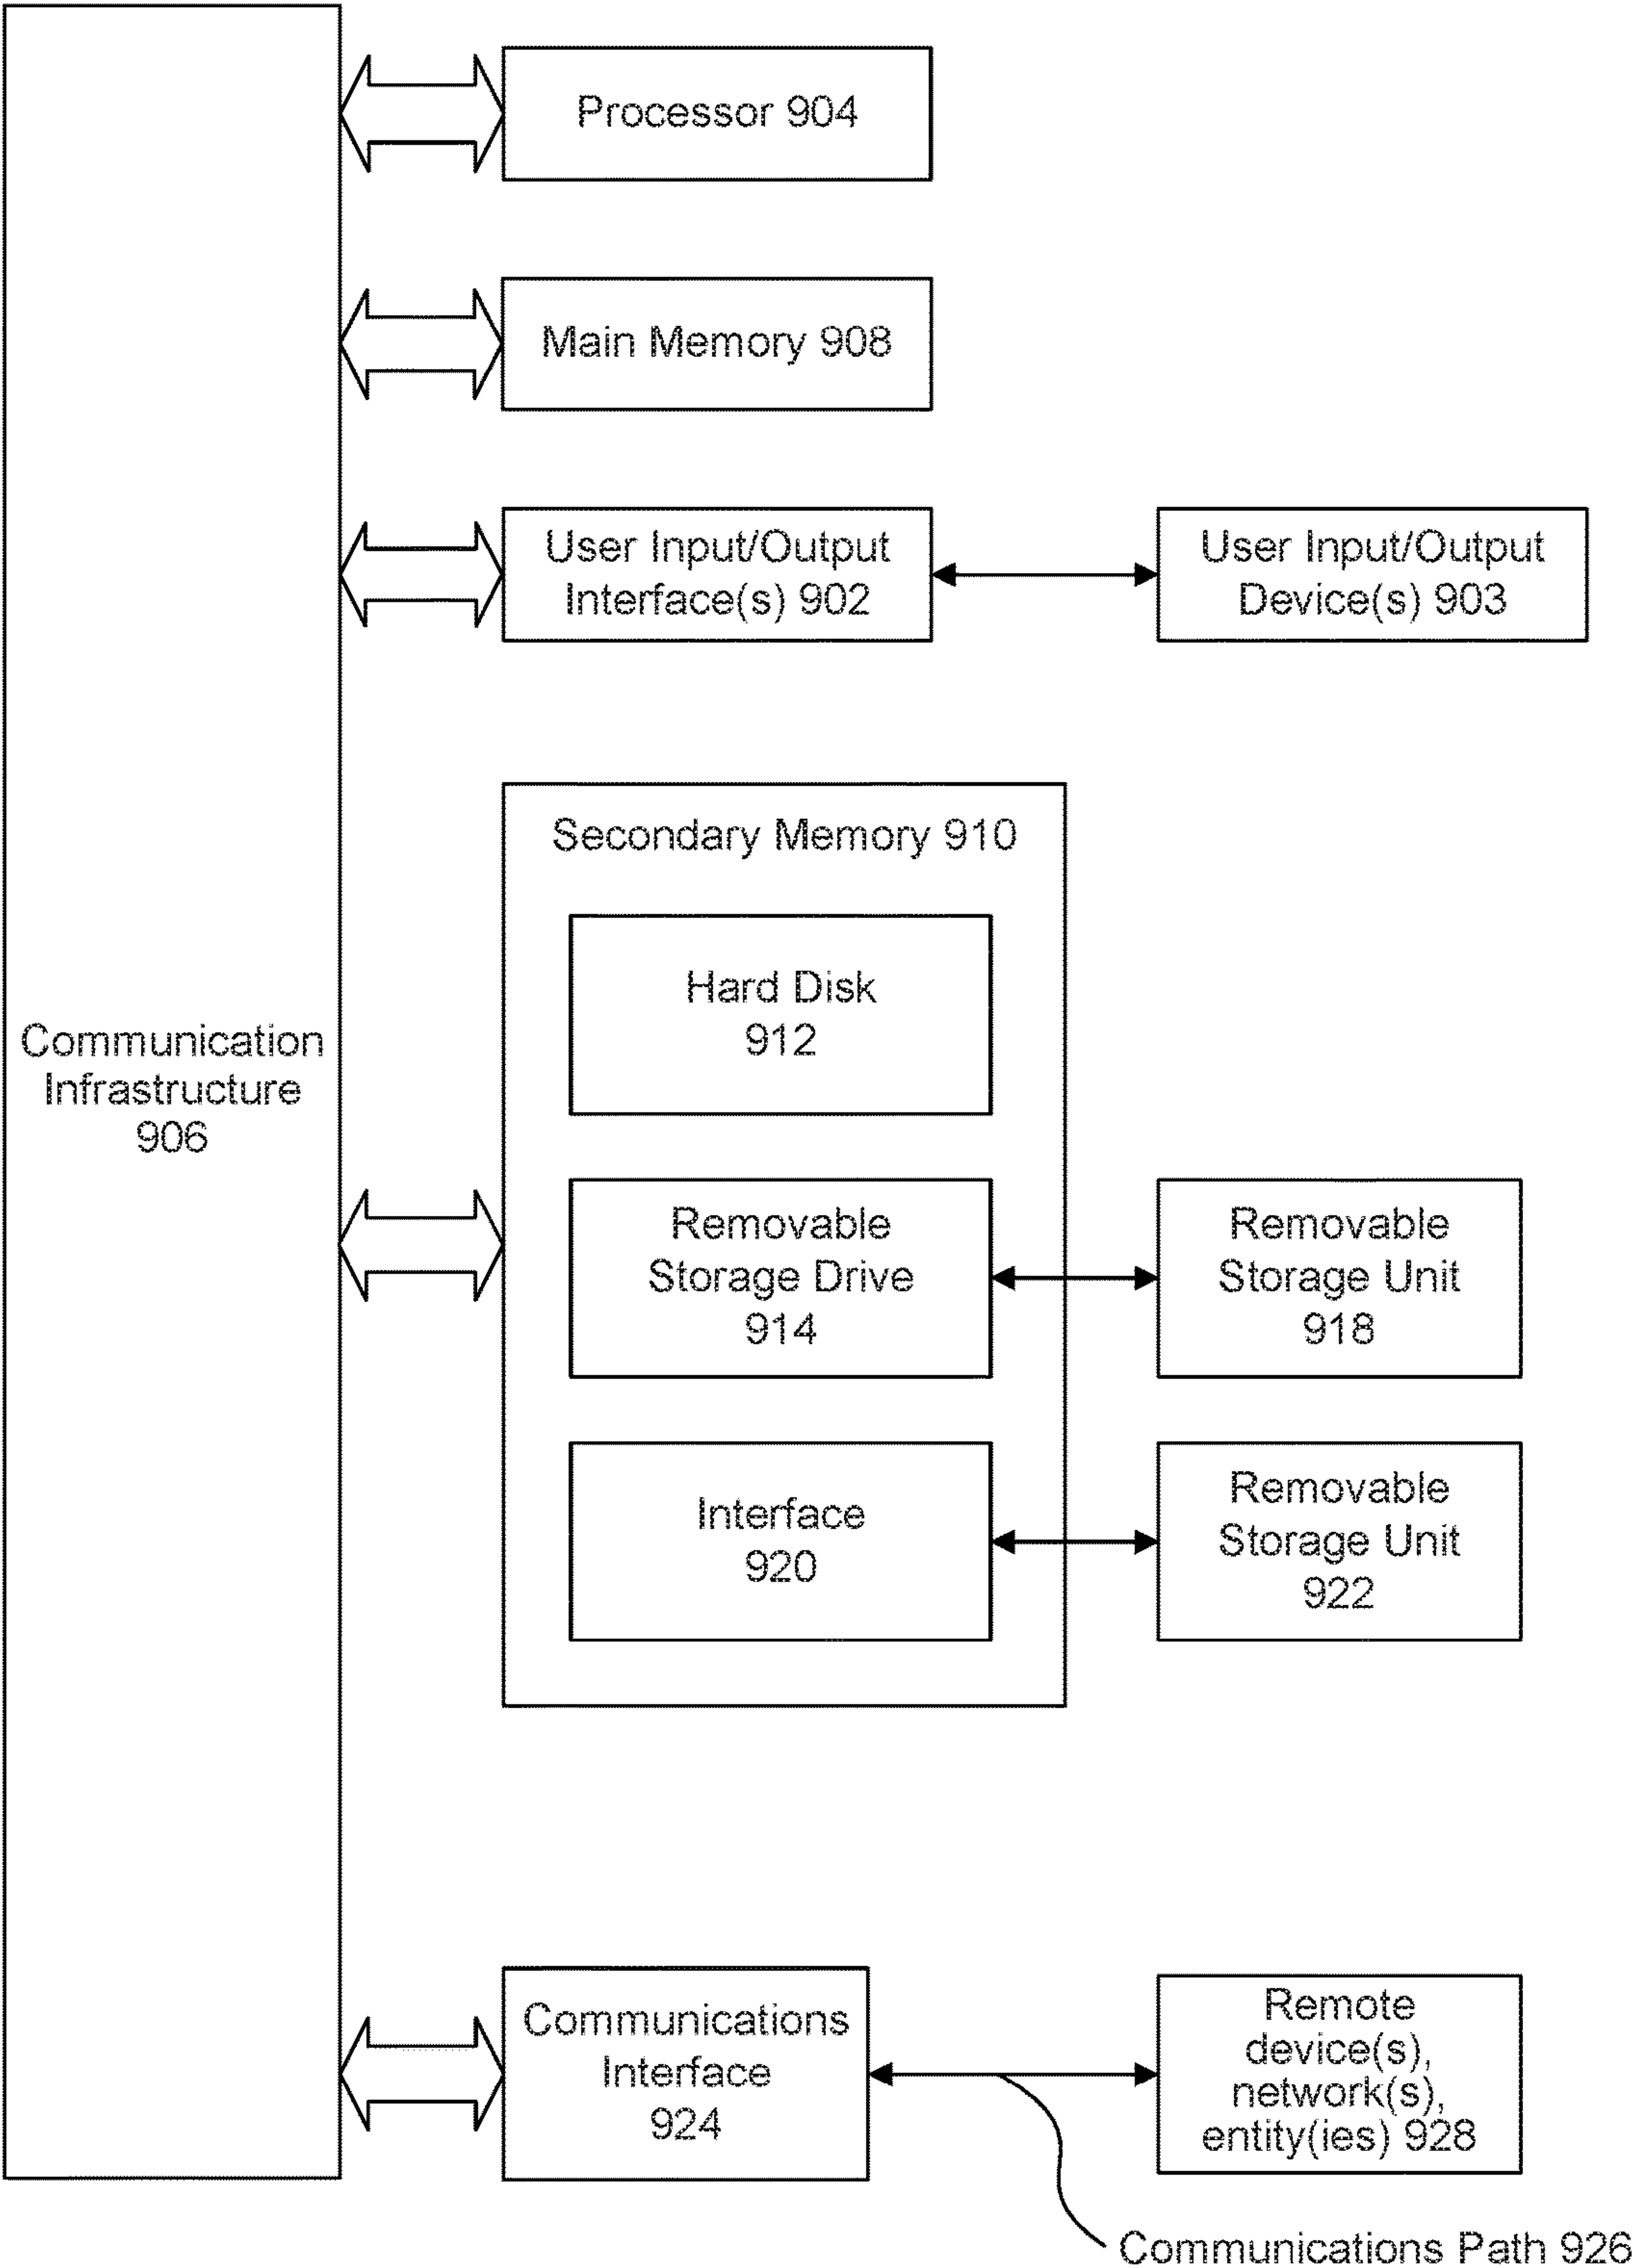 Processor 904
Main Memory 908
User Input/Output
Interface(s) 902
User Input/Output
Device(s) 903
Secondary Memory 910
Hard Disk
912
Communication
Infrastructure
906
Removable
Storage Drive
914
Removable
Storage Unit
918
Interface
920
Removable
Storage Unit
922
Communications
Interface
924
Remote
device(s),
network(s),
entity(ies) 928
Communications Path 926